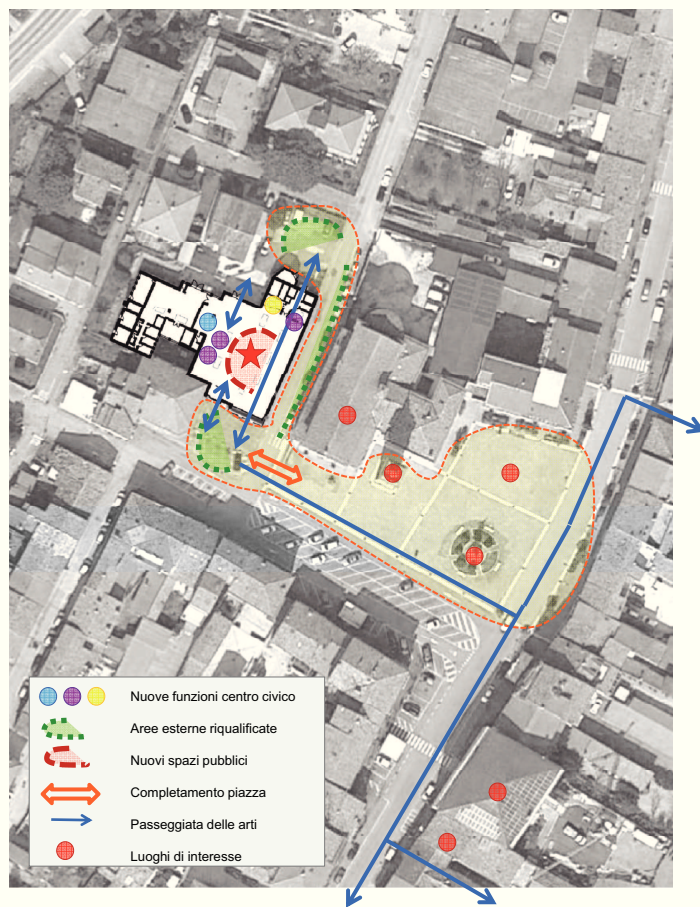 Nuove funzioni centro civico
Aree esterne riqualificate
Nuovi spazi pubblici
Completamento piazza
Passeggiata delle arti
Luoghi di interesse